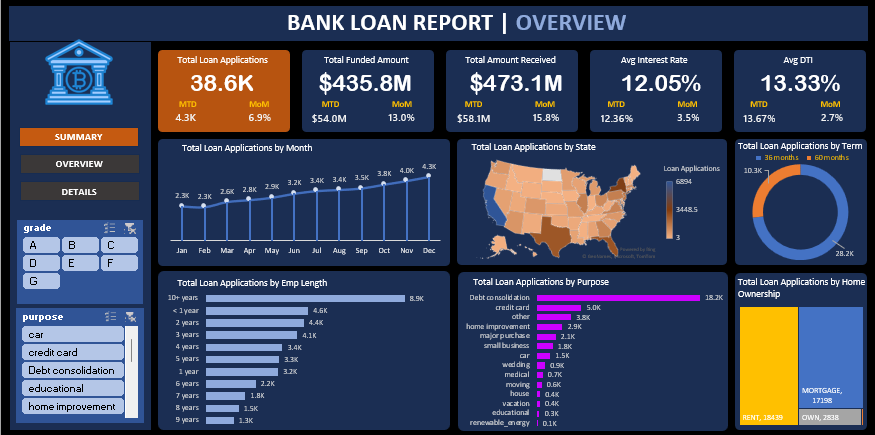 BANK LOAN REPORT | OVERVIEW
SUMMARY
OVERVIEW
DETAILS
grade
A B C
D E F
G
purpose
car
credit card
Debt consolidation
educational
home improvement
Total Loan Applications
38.6K
MTD MoM
4.3K 6.9%
Total Funded Amount
$435.8M
MTD MoM
$54.0M 13.0%
Total Amount Received
$473.1M
MTD MoM
$58.1M 15.8%
Avg Interest Rate
12.05%
MTD MoM
12.36% 3.5%
Avg DTI
13.33%
MTD MoM
13.67% 2.7%
Total Loan Applications by Month
2.3K 2.3K 2.6K 2.8K 2.9K 3.2K 3.4K 3.4K 3.5K 3.8K 4.0K 4.3K
Jan Feb Mar Apr May Jun Jul Aug Sep Oct Nov Dec
Total Loan Applications by State
Loan Applications
6894
3448.5
3
Powered by Bing
Total Loan Applications by Term
36 months 60 months
10.3K
28.2K
Total Loan Applications by Emp Length
10+ years 8.9K
< 1 year 4.6K
2 years 4.4K
3 years 4.1K
4 years 3.4K
5 years 3.3K
1 year 3.2K
6 years 2.2K
7 years 1.8K
8 years 1.5K
9 years 1.3K
Total Loan Applications by Purpose
Debt consolidation 18.2K
credit card 5.0K
other 3.8K
home improvement 2.9K
major purchase 2.1K
small business 1.8K
car 1.5K
wedding 0.9K
medical 0.7K
moving 0.6K
house 0.4K
vacation 0.4K
educational 0.3K
renewable_energy 0.1K
Total Loan Applications by Home
Ownership
MORTGAGE,
17198
RENT, 18439
OWN, 2838